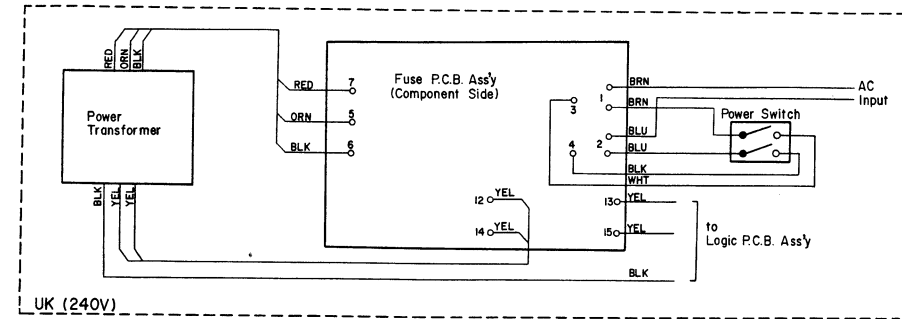 RED
ORN
BLK
Power
Transformer
BLK
YEL
YEL
Fuse P.C.B. Ass'y
(Component Side)
RED 7
ORN 5
BLK 6
3
4
1
2
BRN
BRN
BLU
BLU
BLK
WHT
AC
Input
Power Switch
12 YEL
14 YEL
13 YEL
15 YEL
BLK
to
Logic P.C.B. Ass'y
UK (240V)